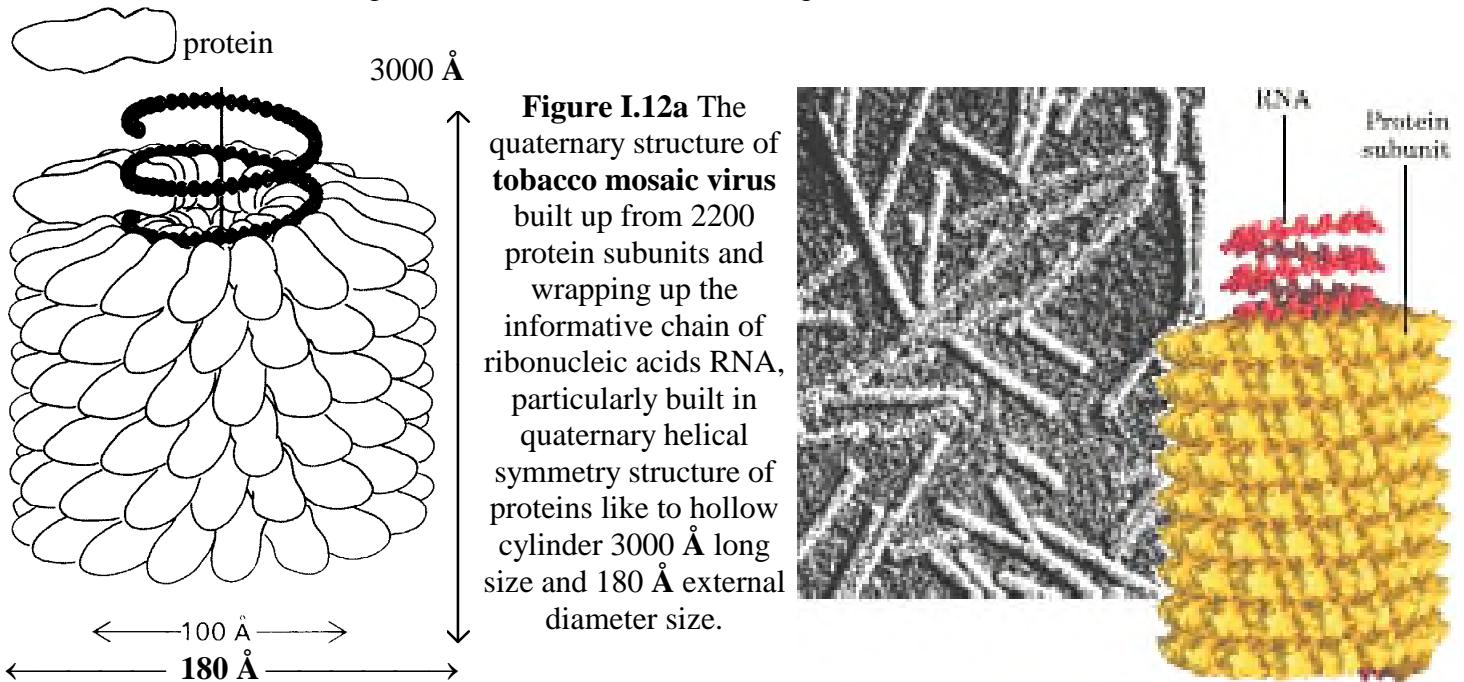 protein
3000 Å
Figure I.12a The
quaternary structure of
tobacco mosaic virus
built up from 2200
protein subunits and
wrapping up the
informative chain of
ribonucleic acids RNA,
particularly built in
quaternary helical
symmetry structure of
proteins like to hollow
cylinder 3000 Å long
size and 180 Å external
diameter size.
100 Å
180 Å
RNA
Protein
subunit